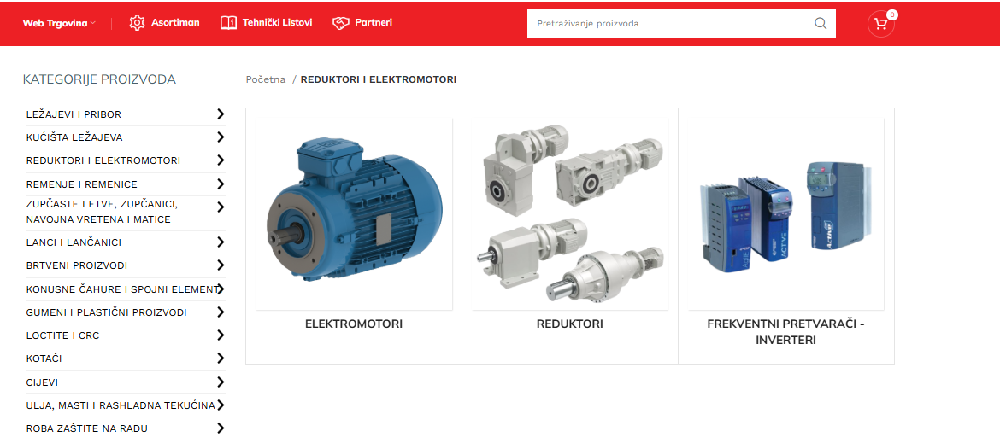 Web Trgovina
Asortiman
Tehnički Listovi
Partneri
Pretraživanje proizvoda
0
KATEGORIJE PROIZVODA
LEŽAJEVI I PRIBOR
KUĆIŠTA LEŽAJEVA
REDUKTORI I ELEKTROMOTORI
REMENJE I REMENICE
ZUPČASTE LETVE, ZUPČANICI,
NAVOJNA VRETENA I MATICE
LANCI I LANČANICI
BRTVENI PROIZVODI
KONUSNE ČAHURE I SPOJNI ELEMENT
GUMENI I PLASTIČNI PROIZVODI
LOCTITE I CRC
KOTAČI
CIJEVI
ULJA, MASTI I RASHLADNA TEKUĆINA
ROBA ZAŠTITE NA RADU
Početna / REDUKTORI I ELEKTROMOTORI
ELEKTROMOTORI
REDUKTORI
ACTIVE
Active
FREKVENTNI PRETVARAČI -
INVERTERI